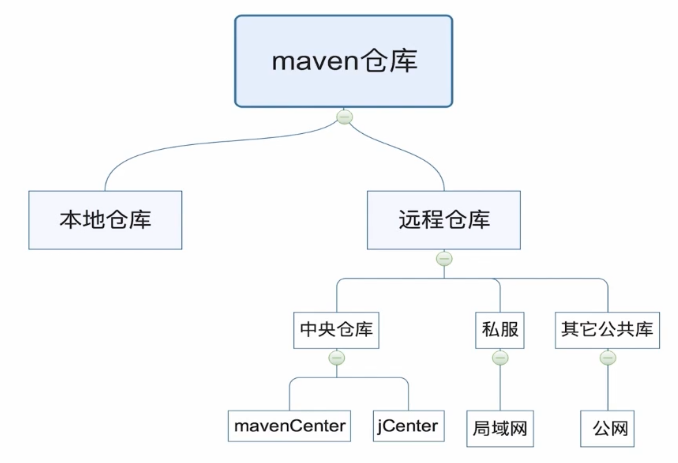 maven仓库
本地仓库
远程仓库
中央仓库
私服
其它公共库
mavenCenter
jCenter
局域网
公网